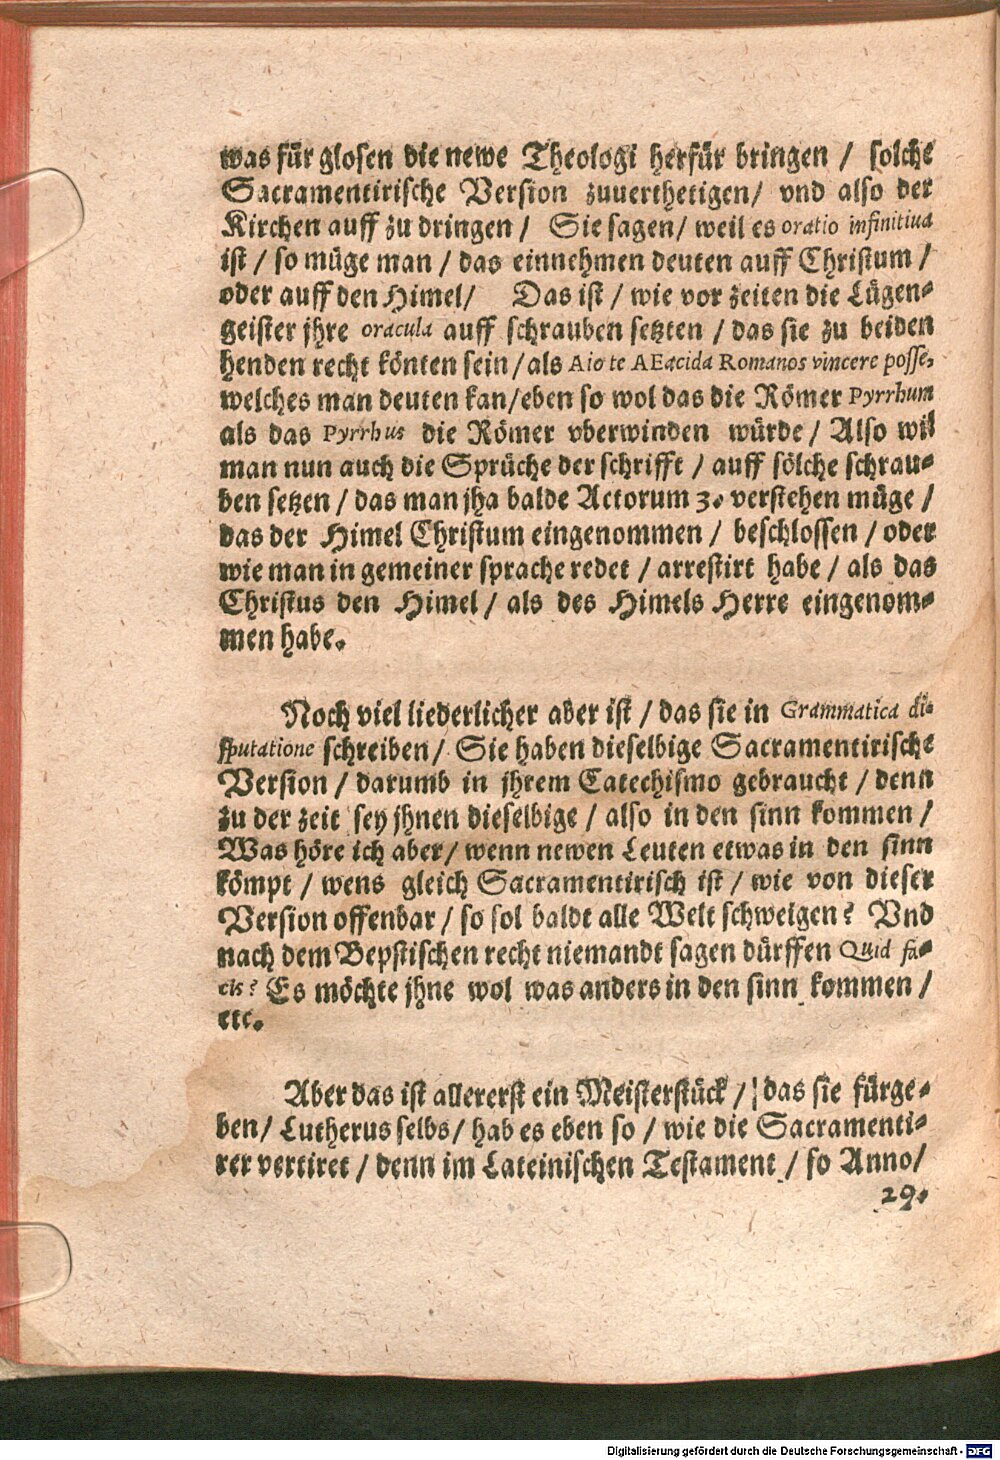 was für glosen die newe Theologi herfür bringen / solche
Sacramentirische Version zuuerthetigen/ vnd also der
Kirchen auff zu dringen / Sie sagen/ weil es oratio infinitiua
ist / so müge man / das einnehmen deuten auff Christum /
oder auff den Himel/ Das ist / wie vor zeiten die Lügen-
geister jhre oracula auff schrauben setzten / das sie zu beiden
henden recht könten sein / als Aio te AEacida Romanos vincere posse,
welches man deuten kan/eben so wol das die Römer Pyrrhum
als das Pyrrhus die Römer vberwinden würde / Also wil
man nun auch die Sprüche der schrifft / auff sölche schrau-
ben setzen / das man jha balde Actorum 3. verstehen müge /
das der Himel Christum eingenommen / beschlossen / oder
wie man in gemeiner sprache redet / arrestirt habe / als das
Christus den Himel / als des Himels Herre eingenom-
men habe.
Noch viel liederlicher aber ist / das sie in Grammatica di-
sputatione schreiben / Sie haben dieselbige Sacramentirische
Version / darumb in jhrem Catechismo gebraucht / denn
zu der zeit sey jhnen dieselbige / also in den sinn kommen /
Was höre ich aber / wenn newen Leuten etwas in den sinn
kömpt / wens gleich Sacramentirisch ist / wie von dieser
Version offenbar / so sol baldt alle Welt schweigen? Vnd
nach dem Bepstischen recht niemandt sagen dürffen Quid fa-
cis? Es möchte jhne wol was anders in den sinn kommen /
etc.
Aber das ist allererst ein Meisterstück / das sie fürge-
ben/ Lutherus selbs/ hab es eben so / wie die Sacramenti-
rer vertiret / denn im Lateinischen Testament / so Anno/
29.
Digitalisierung gefördert durch die Deutsche Forschungsgemeinschaft - DFG